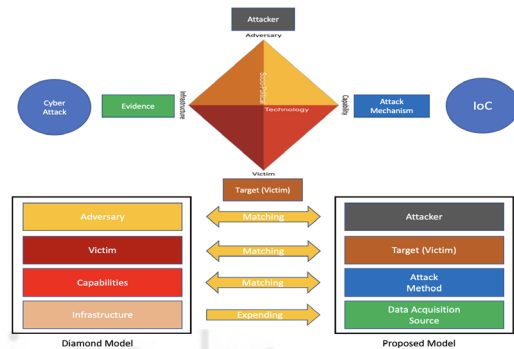 Attacker
Adversary
Cyber
Attack
Evidence
Infrastructure
Socio-Political
Technology
Capability
Attack
Mechanism
IoC
Victim
Target (Victim)
Adversary
Matching
Attacker
Victim
Matching
Target (Victim)
Capabilities
Matching
Attack
Method
Infrastructure
Expending
Data Acquisition
Source
Diamond Model
Proposed Model